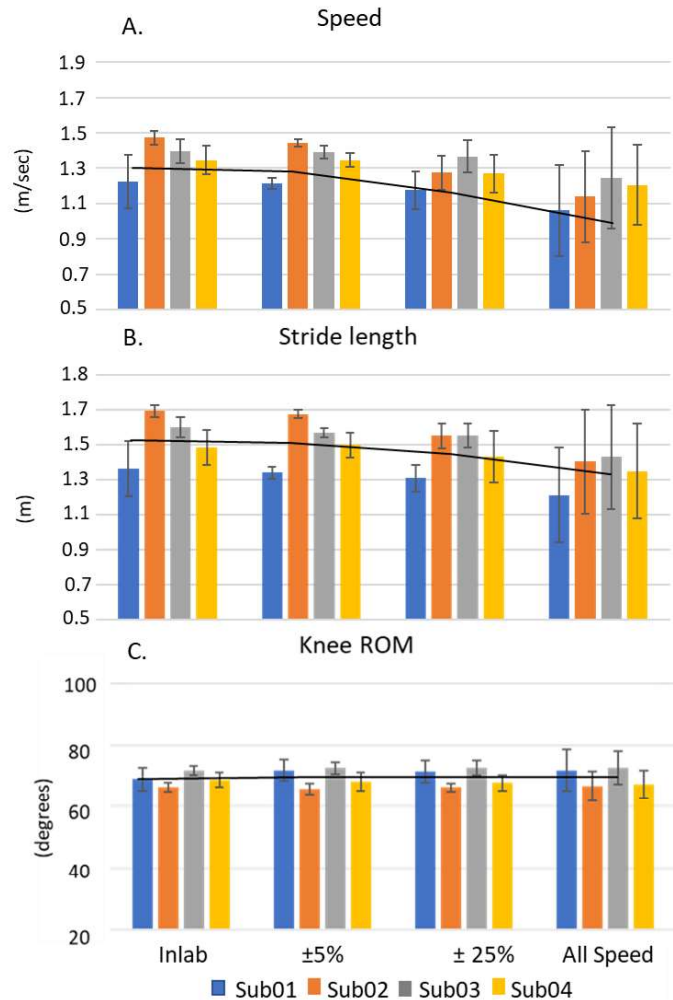 A.
Speed
1.9
1.7
1.5
1.3
1.1
0.9
0.7
0.5
(m/sec)
B.
Stride length
1.8
1.7
1.5
1.3
1.1
0.9
0.7
0.5
(m)
C.
Knee ROM
100
80
60
40
20
(degrees)
Inlab ±5% ± 25% All Speed
Sub01 Sub02 Sub03 Sub04